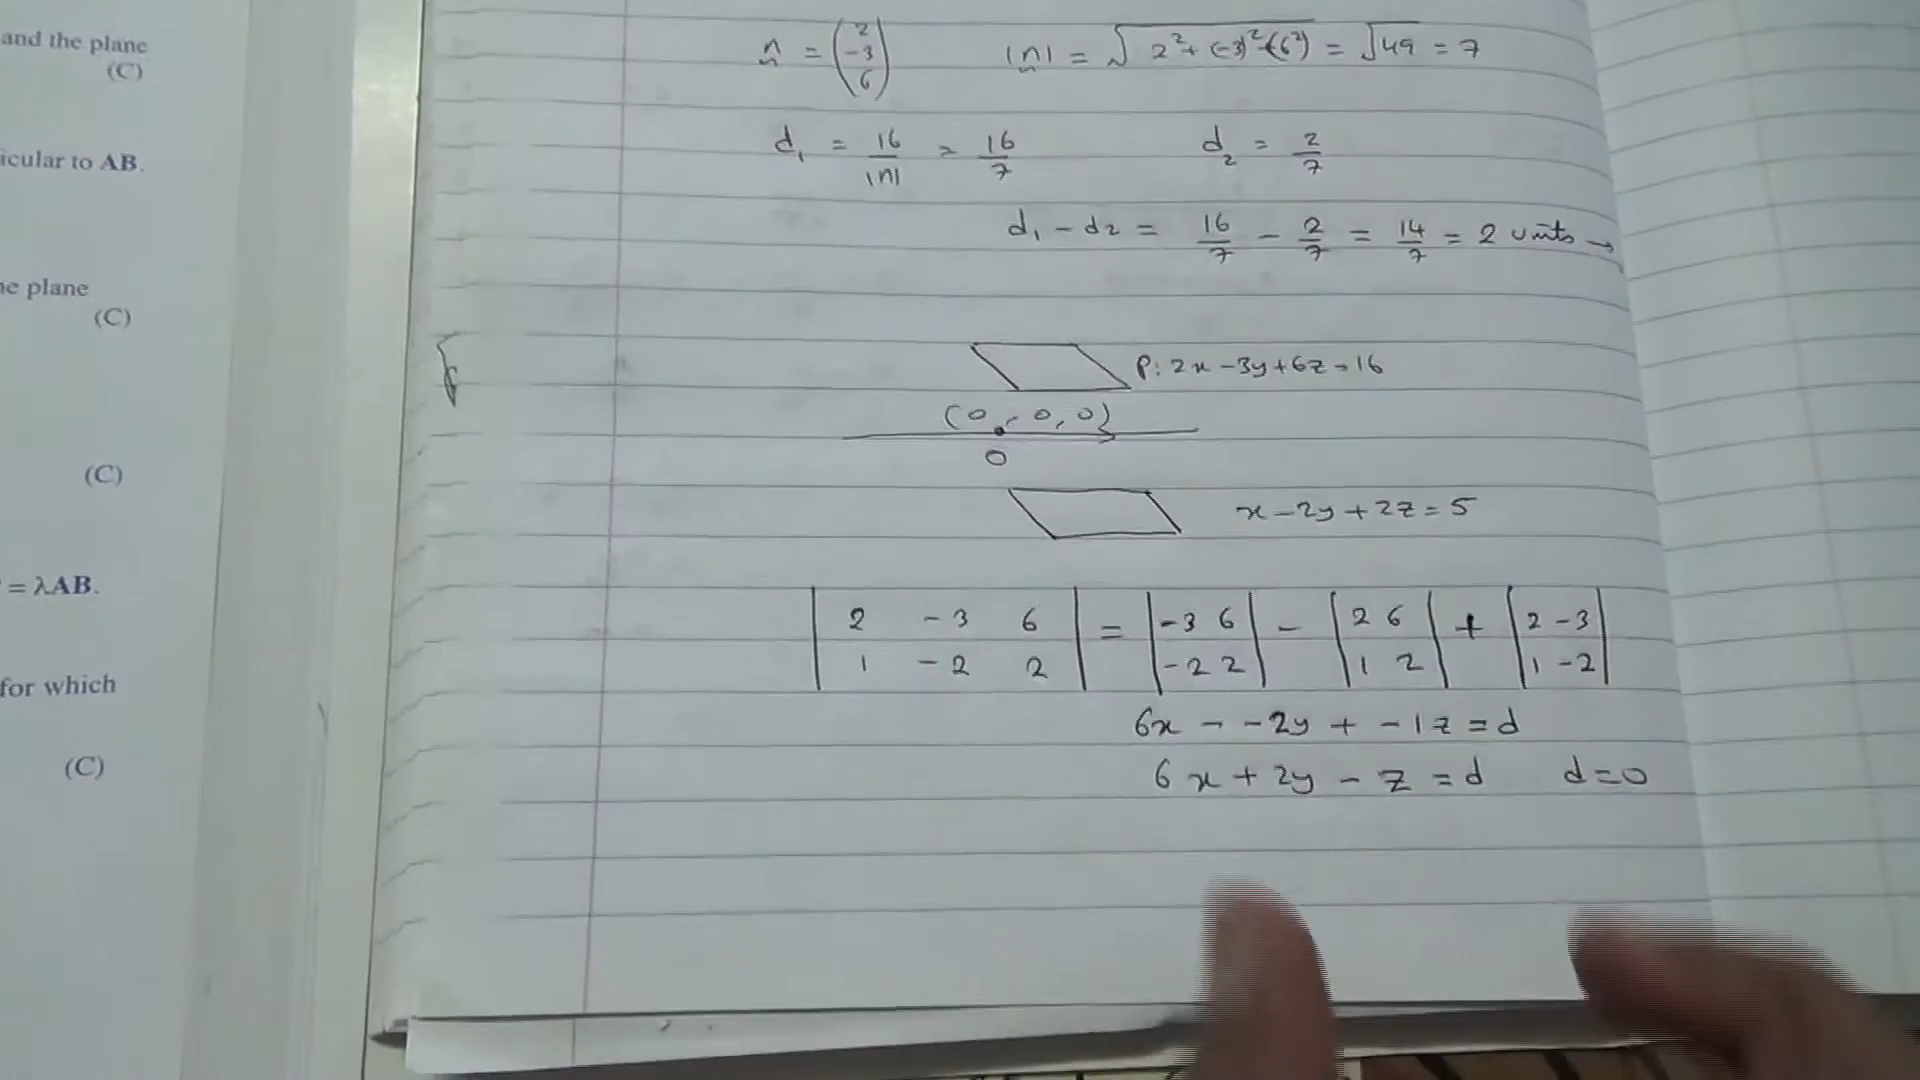 and the plane
(C)
icular to AB.
ne plane
(C)
(C)
= λAB.
for which
(C)
n = (2 -3 6) |n| = √2²+(-3)²+(6²) = √49 = 7
d₁ = 16/|n| = 16/7 d₂ = 2/7
d₁ - d₂ = 16/7 - 2/7 = 14/7 = 2 units →
P: 2x - 3y + 6z = 16
(0, 0, 0)
0
x - 2y + 2z = 5
|2 -3 6; 1 -2 2| = |-3 6; -2 2| - |2 6; 1 2| + |2 -3; 1 -2|
6x - -2y + -1z = d
6x + 2y - z = d d = 0